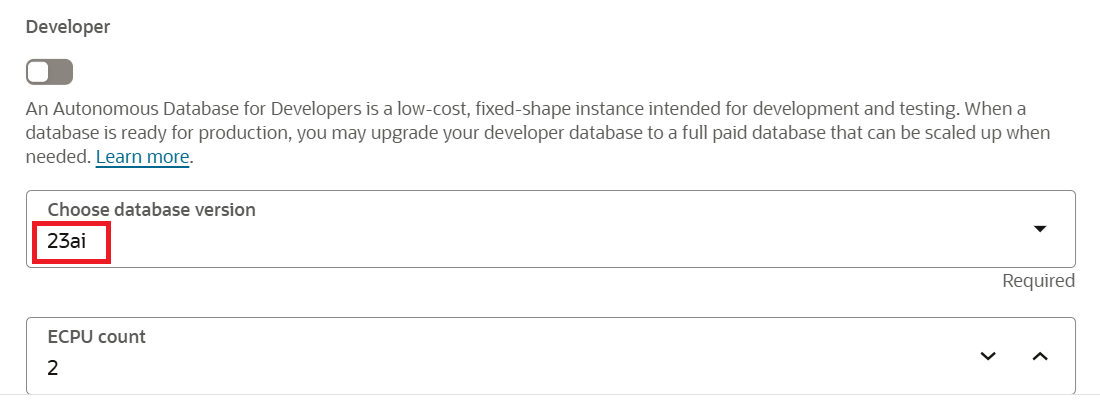 Developer
An Autonomous Database for Developers is a low-cost, fixed-shape instance intended for development and testing. When a
database is ready for production, you may upgrade your developer database to a full paid database that can be scaled up when
needed. Learn more.
Choose database version
23ai
Required
ECPU count
2